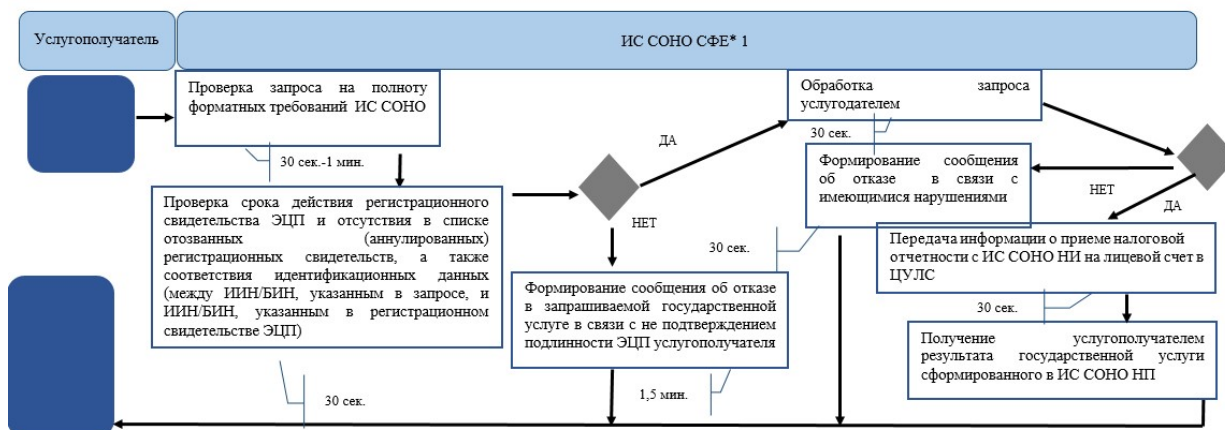 Услугополучатель
ИС СОНО СФЕ* 1
Проверка запроса на полноту
форматных требований ИС СОНО
30 сек.-1 мин.
Проверка срока действия регистрационного
свидетельства ЭЦП и отсутствия в списке
отозванных (аннулированных)
регистрационных свидетельств, а также
соответствия идентификационных данных
(между ИИН/БИН, указанным в запросе, и
ИИН/БИН, указанным в регистрационном
свидетельстве ЭЦП)
30 сек.
ДА
НЕТ
Формирование сообщения об отказе
в запрашиваемой государственной
услуге в связи с не подтверждением
подлинности ЭЦП услугополучателя
1,5 мин.
Обработка запроса
услугодателем
30 сек.
Формирование сообщения
об отказе в связи с
имеющимися нарушениями
30 сек.
НЕТ
ДА
Передача информации о приеме налоговой
отчетности с ИС СОНО НИ на лицевой счет в
ЦУЛС
30 сек.
Получение услугополучателем
результата государственной услуги
сформированного в ИС СОНО НП